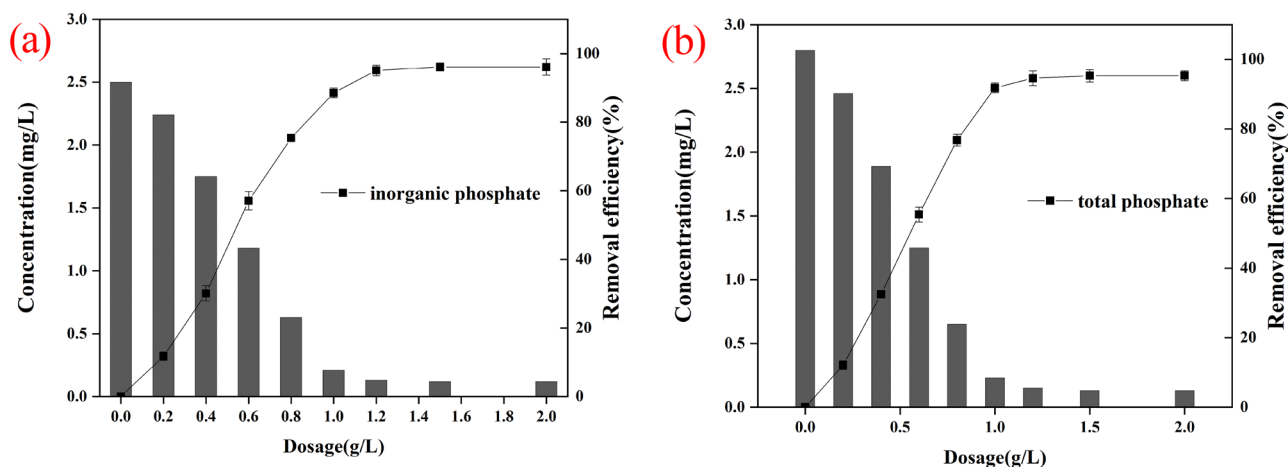 (a)
Concentration(mg/L)
3.0
2.5
2.0
1.5
1.0
0.5
0.0
inorganic phosphate
100
80
60
40
20
0
Removal efficiency(%)
0.0 0.2 0.4 0.6 0.8 1.0 1.2 1.4 1.6 1.8 2.0
Dosage(g/L)
(b)
Concentration(mg/L)
3.0
2.5
2.0
1.5
1.0
0.5
0.0
total phosphate
100
80
60
40
20
0
Removal efficiency(%)
0.0 0.5 1.0 1.5 2.0
Dosage(g/L)